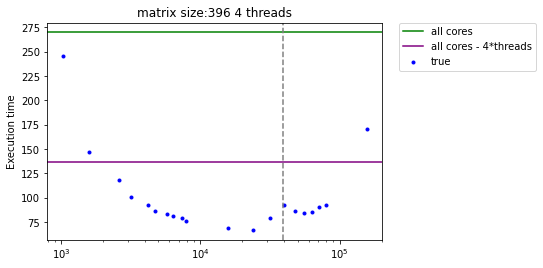 matrix size:396 4 threads
all cores
all cores - 4*threads
true
Execution time
275
250
225
200
175
150
125
100
75
10³
10⁴
10⁵